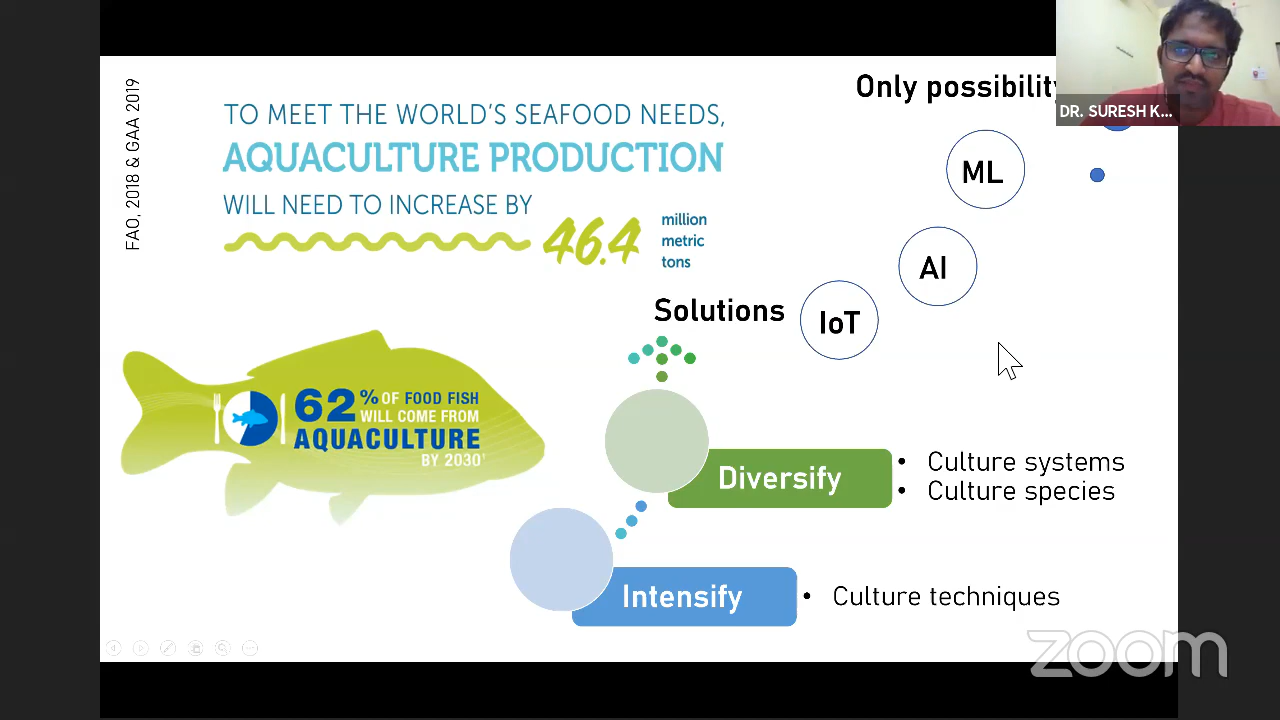 FAO, 2018 & GAA 2019
TO MEET THE WORLD'S SEAFOOD NEEDS,
AQUACULTURE PRODUCTION
WILL NEED TO INCREASE BY
46.4
million
metric
tons
Only possibility
DR. SURESH K...
ML
AI
IoT
Solutions
62% OF FOOD FISH
WILL COME FROM
AQUACULTURE
BY 2030
Diversify
• Culture systems
• Culture species
Intensify
• Culture techniques
zoom